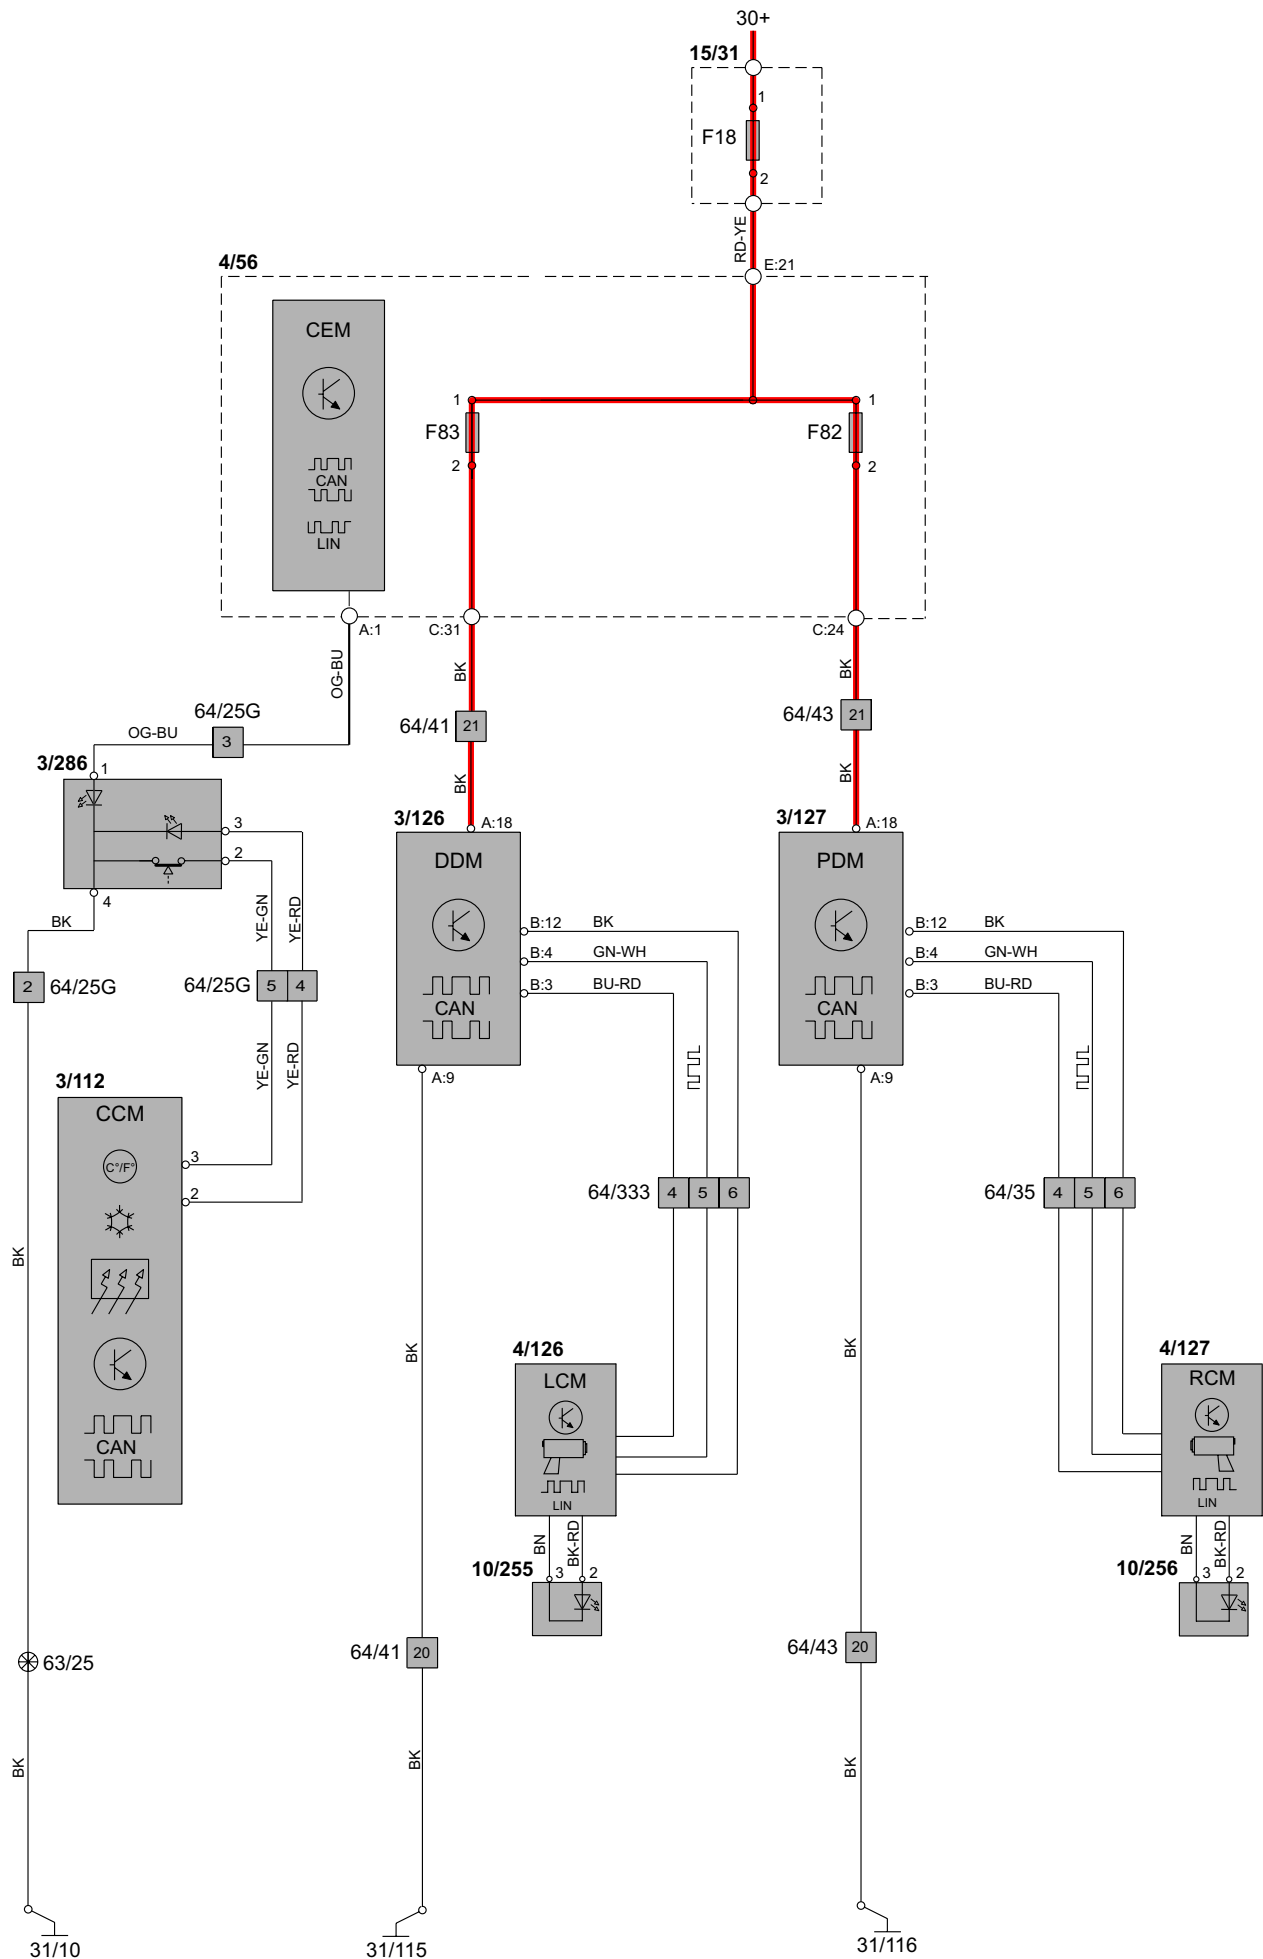 30+
15/31
1
F18
2
RD-YE
4/56
E:21
CEM
CAN
LIN
1
F83
2
1
F82
2
A:1
C:31
C:24
OG-BU
BK
BK
64/25G
OG-BU
3
64/41
21
64/43
21
BK
BK
3/286
1
3
2
4
3/126
A:18
DDM
CAN
3/127
A:18
PDM
CAN
BK
YE-GN
YE-RD
B:12
BK
B:4
GN-WH
B:3
BU-RD
B:12
BK
B:4
GN-WH
B:3
BU-RD
2
64/25G
64/25G
5
4
YE-GN
YE-RD
A:9
A:9
3/112
CCM
C°/F°
CAN
3
2
64/333
4
5
6
64/35
4
5
6
BK
BK
BK
4/126
LCM
LIN
4/127
RCM
LIN
BN
BK-RD
10/255
3
2
BN
BK-RD
10/256
3
2
63/25
64/41
20
64/43
20
BK
BK
BK
31/10
31/115
31/116